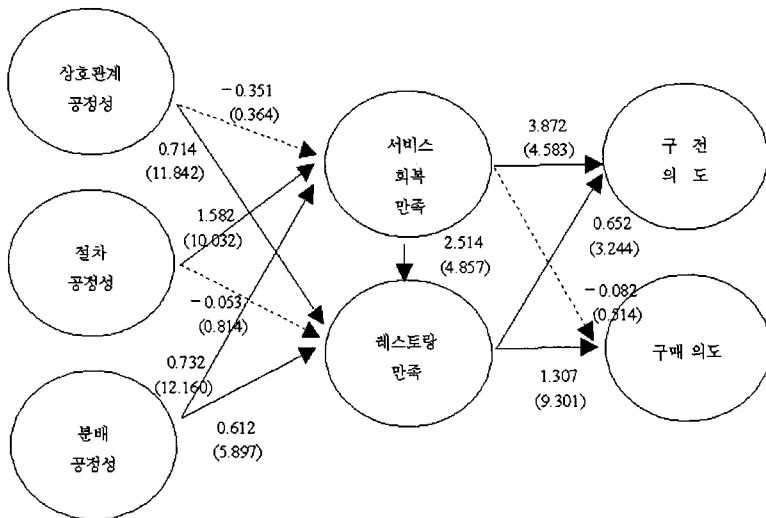 상호관계
공정성
-0.351
(0.364)
0.714
(11.842)
서비스
회복
만족
3.872
(4.583)
구 전
의 도
1.582
(10.032)
0.652
(3.244)
절차
공정성
2.514
(4.857)
-0.053
(0.814)
-0.082
(0.514)
레스토랑
만족
구매 의도
0.732
(12.160)
1.307
(9.301)
0.612
(5.897)
분배
공정성